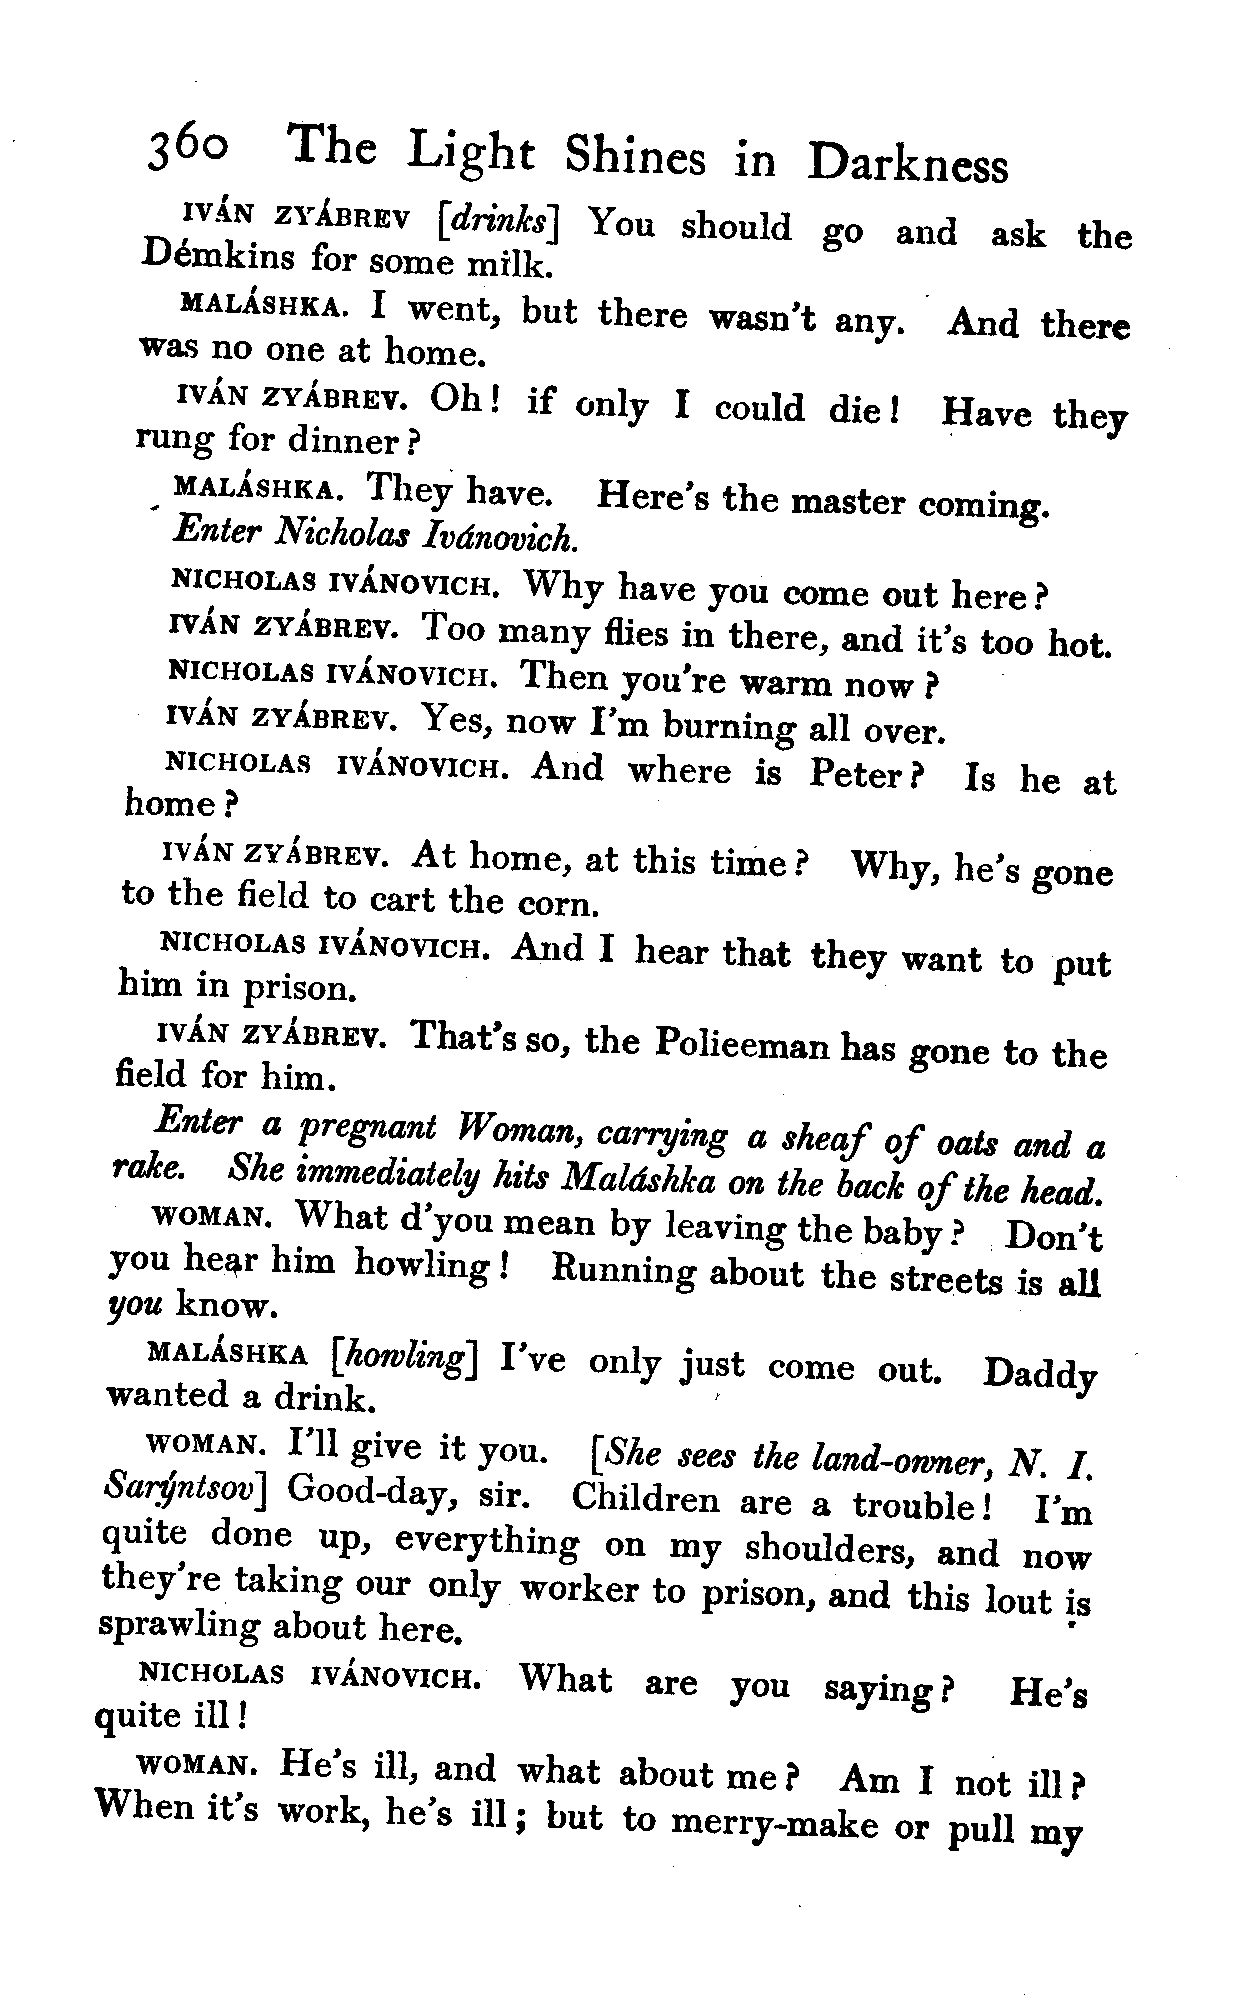 360 The Light Shines in Darkness
IVÁN ZYÁBREV [drinks] You should go and ask the
Démkins for some milk.
MALÁSHKA. I went, but there wasn't any. And there
was no one at home.
IVÁN ZYÁBREV. Oh! if only I could die! Have they
rung for dinner?
MALÁSHKA. They have. Here's the master coming.
Enter Nicholas Ivánovich.
NICHOLAS IVÁNOVICH. Why have you come out here?
IVÁN ZYÁBREV. Too many flies in there, and it's too hot.
NICHOLAS IVÁNOVICH. Then you're warm now?
IVÁN ZYÁBREV. Yes, now I'm burning all over.
NICHOLAS IVÁNOVICH. And where is Peter? Is he at
home?
IVÁN ZYÁBREV. At home, at this time? Why, he's gone
to the field to cart the corn.
NICHOLAS IVÁNOVICH. And I hear that they want to put
him in prison.
IVÁN ZYÁBREV. That's so, the Polieeman has gone to the
field for him.
Enter a pregnant Woman, carrying a sheaf of oats and a
rake. She immediately hits Maláshka on the back of the head.
WOMAN. What d'you mean by leaving the baby? Don't
you hear him howling! Running about the streets is all
you know.
MALÁSHKA [howling] I've only just come out. Daddy
wanted a drink.
WOMAN. I'll give it you. [She sees the land-owner, N. I.
Sarýntsov] Good-day, sir. Children are a trouble! I'm
quite done up, everything on my shoulders, and now
they're taking our only worker to prison, and this lout is
sprawling about here.
NICHOLAS IVÁNOVICH. What are you saying? He's
quite ill!
WOMAN. He's ill, and what about me? Am I not ill?
When it's work, he's ill; but to merry-make or pull my